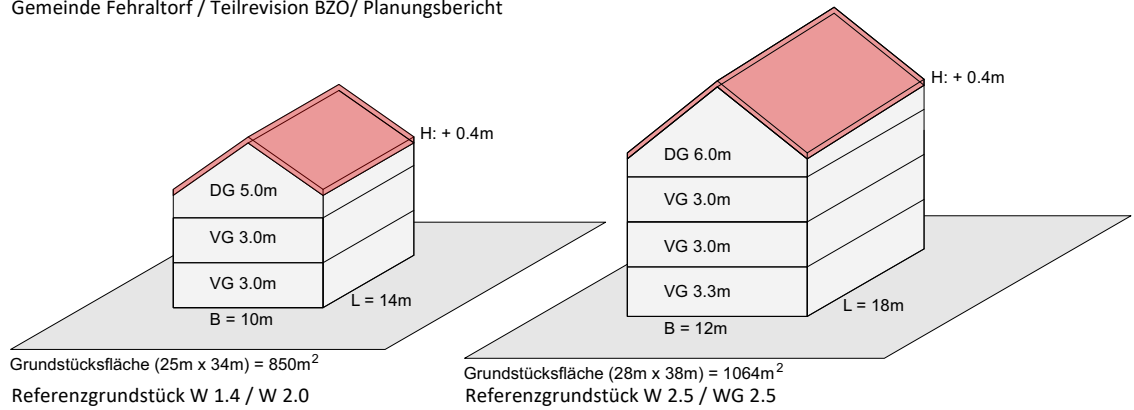 Gemeinde Fehraltorf / Teilrevision BZO/ Planungsbericht
H: + 0.4m
DG 5.0m
VG 3.0m
VG 3.0m
L = 14m
B = 10m
Grundstücksfläche (25m x 34m) = 850m²
Referenzgrundstück W 1.4 / W 2.0
H: + 0.4m
DG 6.0m
VG 3.0m
VG 3.0m
VG 3.3m
L = 18m
B = 12m
Grundstücksfläche (28m x 38m) = 1064m²
Referenzgrundstück W 2.5 / WG 2.5